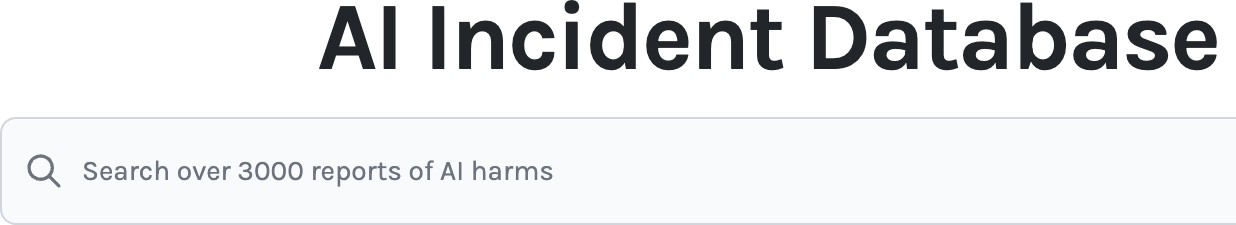 AI Incident Database
Search over 3000 reports of AI harms